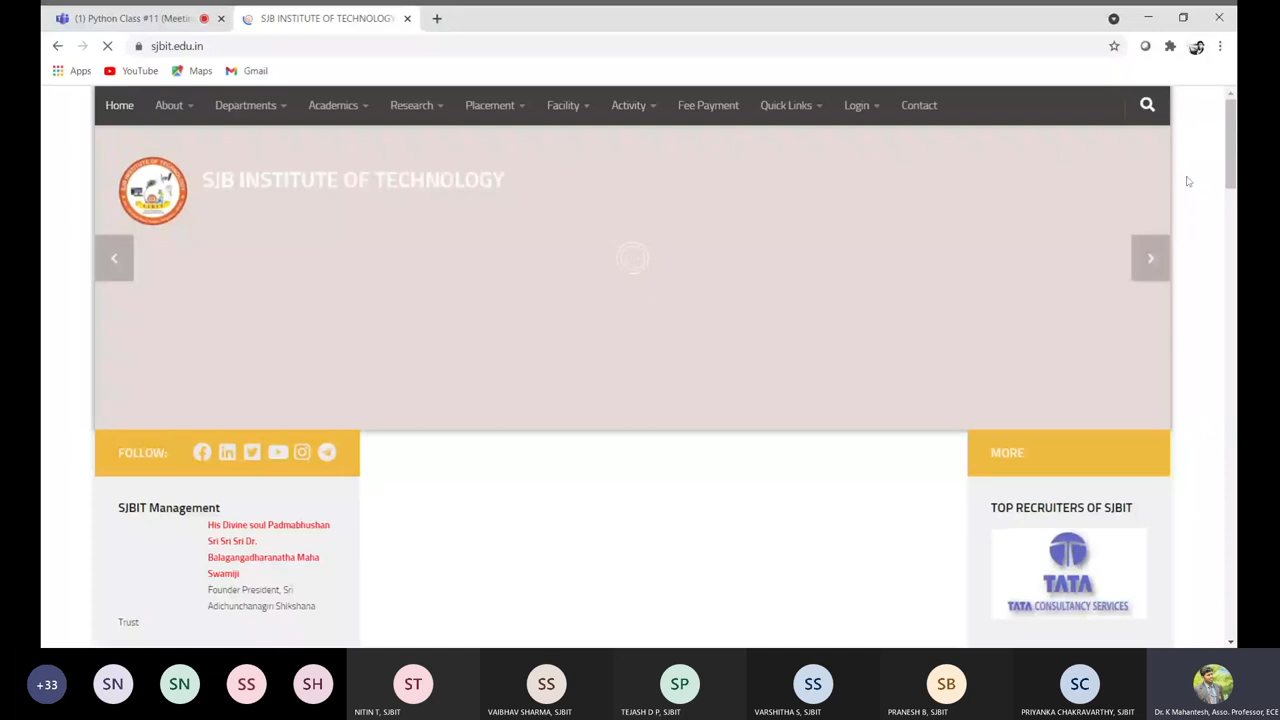 (1) Python Class #11 (Meetin
SJB INSTITUTE OF TECHNOLOGY
sjbit.edu.in
Apps YouTube Maps Gmail
Home About Departments Academics Research Placement Facility Activity Fee Payment Quick Links Login Contact
SJB INSTITUTE OF TECHNOLOGY
FOLLOW:
MORE
SJBIT Management
His Divine soul Padmabhushan
Sri Sri Sri Dr.
Balagangadharanatha Maha
Swamiji
Founder President, Sri
Adichunchanagiri Shikshana
Trust
TOP RECRUITERS OF SJBIT
TATA
TATA CONSULTANCY SERVICES
+33 SN SN SS SH ST SS SP SS SB SC
NITIN T, SJBIT VAIBHAV SHARMA, SJBIT TEJASH D P, SJBIT VARSHITHA S, SJBIT PRANESH B, SJBIT PRIYANKA CHAKRAVARTHY, SJBIT Dr. K Mahantesh, Asso. Professor, ECE